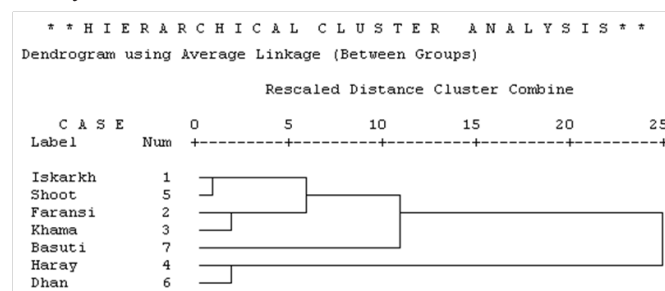 * * H I E R A R C H I C A L C L U S T E R A N A L Y S I S * *
Dendrogram using Average Linkage (Between Groups)
Rescaled Distance Cluster Combine
C A S E 0 5 10 15 20 25
Label Num +---------+---------+---------+---------+---------+
Iskarkh 1
Shoot 5
Faransi 2
Khama 3
Basuti 7
Haray 4
Dhan 6